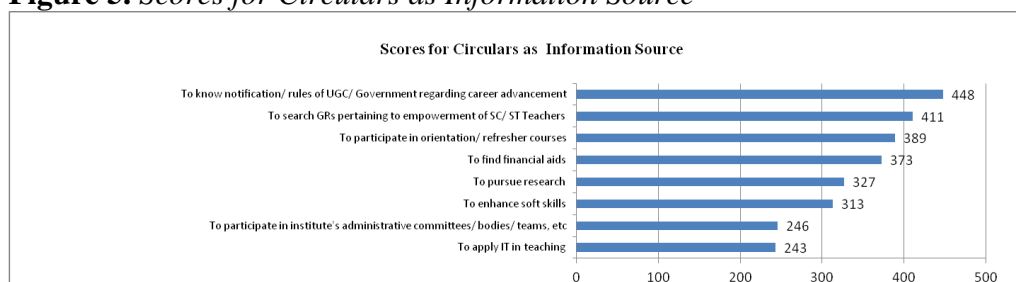 Figure 3. Scores for Circulars as Information Source
Scores for Circulars as Information Source
To know notification/ rules of UGC/ Government regarding career advancement 448
To search GRs pertaining to empowerment of SC/ ST Teachers 411
To participate in orientation/ refresher courses 389
To find financial aids 373
To pursue research 327
To enhance soft skills 313
To participate in institute's administrative committees/ bodies/ teams, etc 246
To apply IT in teaching 243
0 100 200 300 400 500